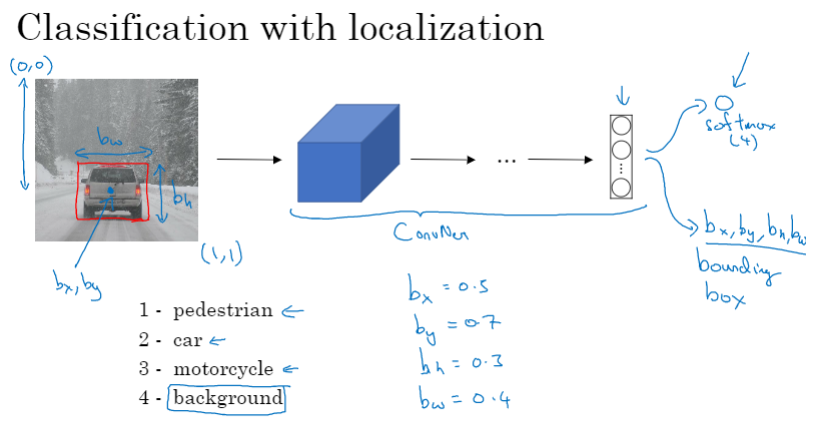 Classification with localization
(0,0)
bw
bh
(1,1)
bx, by
...
ConvNet
softmax
(4)
bx, by, bh, bw
bounding
box
1 - pedestrian
2 - car
3 - motorcycle
4 - background
bx = 0.5
by = 0.7
bh = 0.3
bw = 0.4